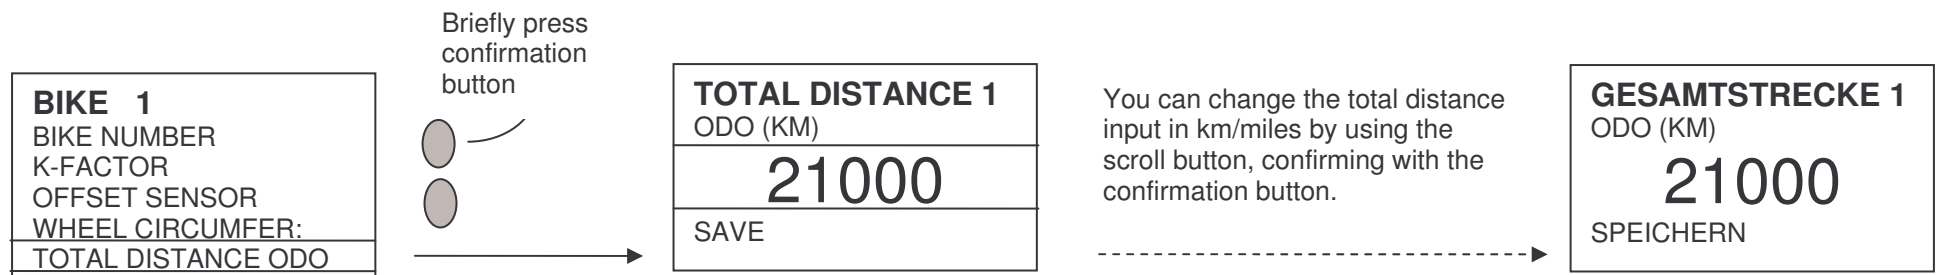 BIKE 1
BIKE NUMBER
K-FACTOR
OFFSET SENSOR
WHEEL CIRCUMFER:
TOTAL DISTANCE ODO
Briefly press
confirmation
button
TOTAL DISTANCE 1
ODO (KM)
21000
SAVE
You can change the total distance
input in km/miles by using the
scroll button, confirming with the
confirmation button.
GESAMTSTRECKE 1
ODO (KM)
21000
SPEICHERN